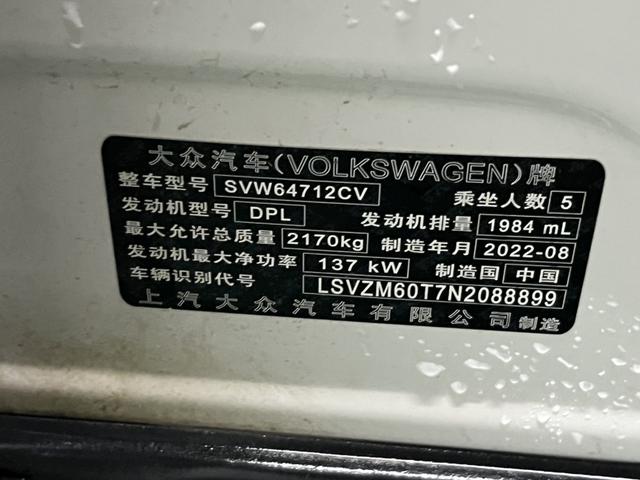 大众汽车(VOLKSWAGEN)牌
整车型号 SVW64712CV 乘坐人数 5
发动机型号 DPL 发动机排量 1984 mL
最大允许总质量 2170kg 制造年月 2022-08
发动机最大净功率 137 kW 制造国 中国
车辆识别代号 LSVZM60T7N2088899
上汽大众汽车有限公司制造